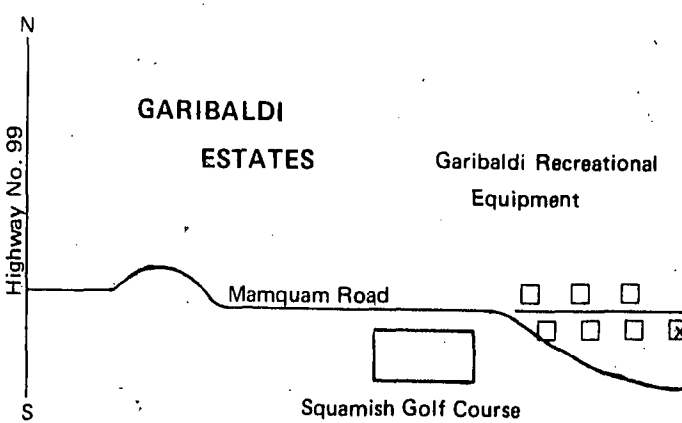 N
GARIBALDI
ESTATES
Highway No. 99
Garibaldi Recreational
Equipment
Mamquam Road
x
Squamish Golf Course
S